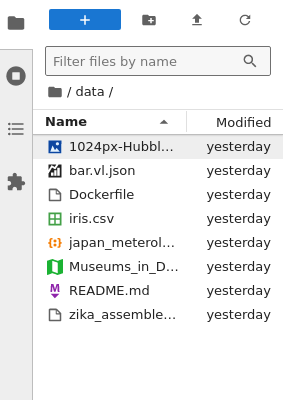 Filter files by name
/ data /
Name Modified
1024px-Hubbl... yesterday
bar.vl.json yesterday
Dockerfile yesterday
iris.csv yesterday
japan_meterol... yesterday
Museums_in_D... yesterday
README.md yesterday
zika_assemble... yesterday